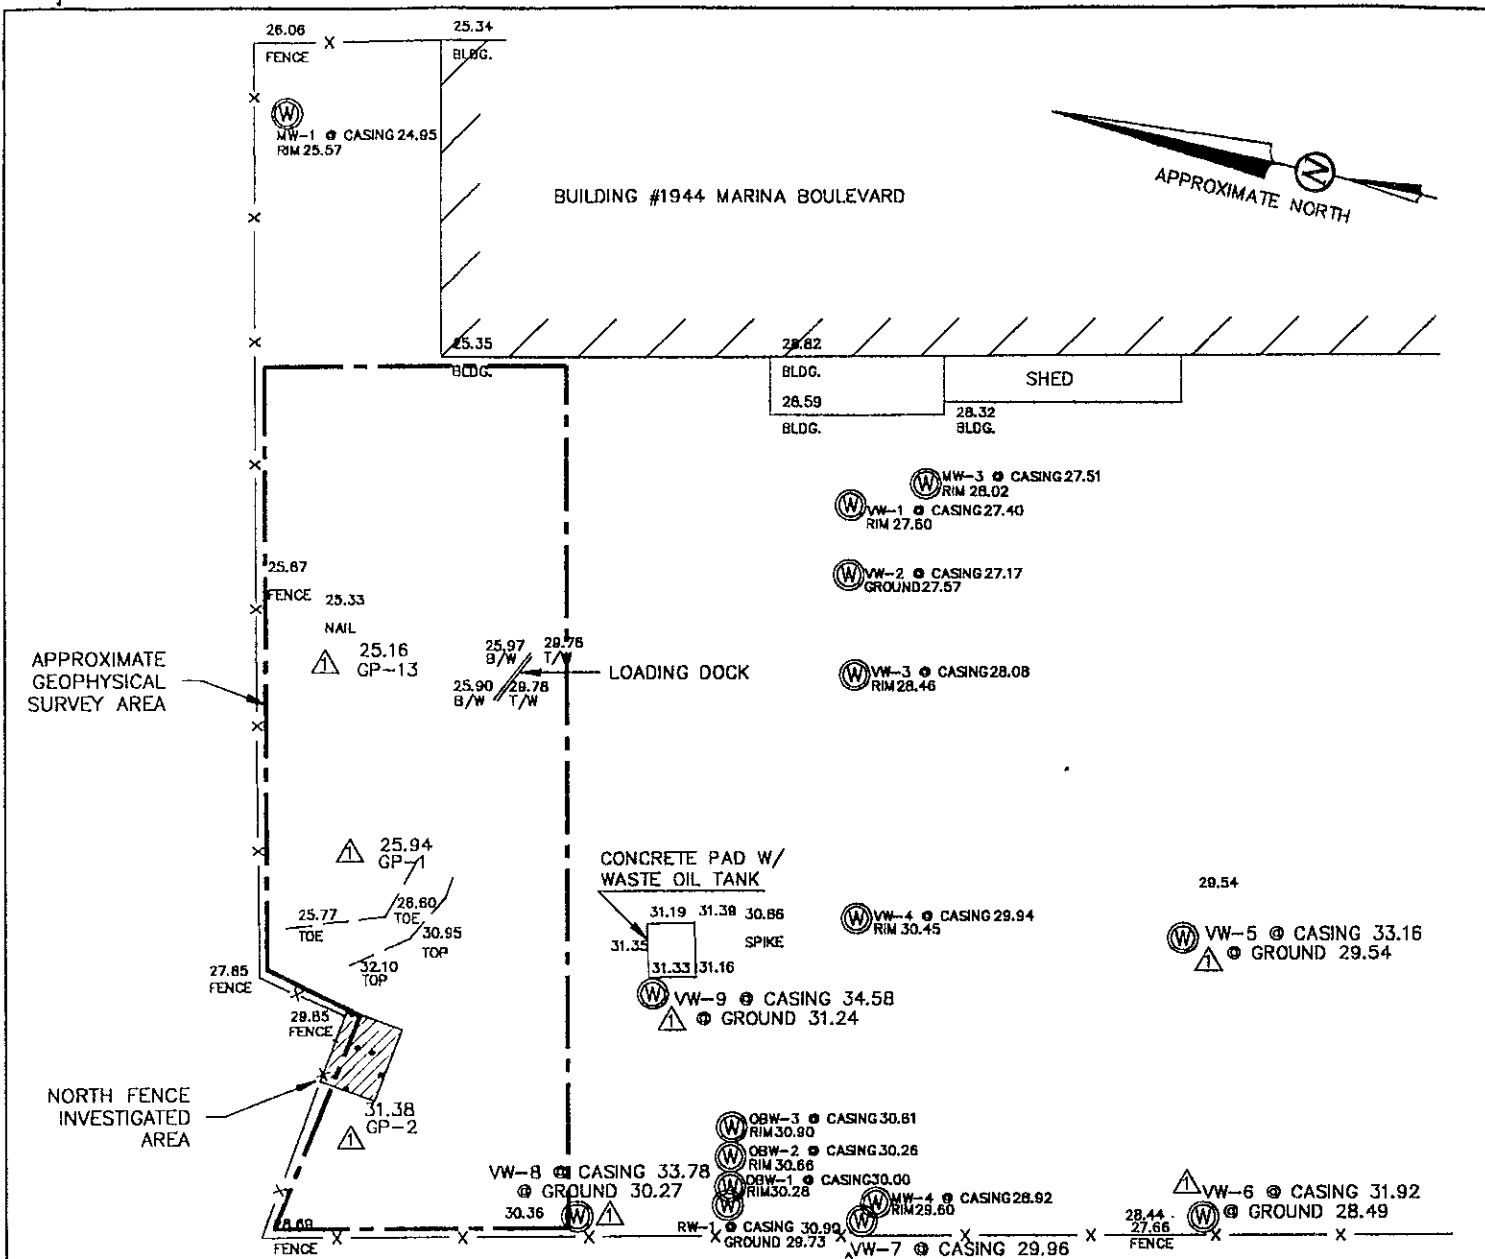 26.06
FENCE
X
25.34
BLDG.
W
MW-1 @ CASING 24.95
RIM 25.57
BUILDING #1944 MARINA BOULEVARD
N
APPROXIMATE NORTH
25.35
BLDG.
28.82
BLDG.
28.59
BLDG.
SHED
28.32
BLDG.
W MW-3 @ CASING 27.51
RIM 28.02
W VW-1 @ CASING 27.40
RIM 27.60
W VW-2 @ CASING 27.17
GROUND 27.57
25.87
FENCE
25.33
NAIL
1
25.16
GP-13
25.97
B/W
29.76
T/W
25.90
B/W
29.78
T/W
LOADING DOCK
W VW-3 @ CASING 28.08
RIM 28.46
APPROXIMATE
GEOPHYSICAL
SURVEY AREA
1
25.94
GP-1
25.77
TOE
26.60
TOE
30.95
TOP
32.10
TOP
CONCRETE PAD W/
WASTE OIL TANK
31.19
31.39
30.86
SPIKE
31.35
31.33
31.16
W VW-4 @ CASING 29.94
RIM 30.45
29.54
W VW-5 @ CASING 33.16
1 @ GROUND 29.54
27.85
FENCE
29.85
FENCE
W VW-9 @ CASING 34.58
1 @ GROUND 31.24
NORTH FENCE
INVESTIGATED
AREA
31.38
GP-2
1
W OBW-3 @ CASING 30.61
RIM 30.90
W OBW-2 @ CASING 30.26
RIM 30.66
W OBW-1 @ CASING 30.00
RIM 30.28
VW-8 @ CASING 33.78
@ GROUND 30.27
30.36
W
1
W
RW-1 @ CASING 30.90
GROUND 29.73
W MW-4 @ CASING 28.92
RIM 29.60
W
VW-7 @ CASING 29.96
1
W VW-6 @ CASING 31.92
@ GROUND 28.49
28.44
27.66
FENCE
FENCE